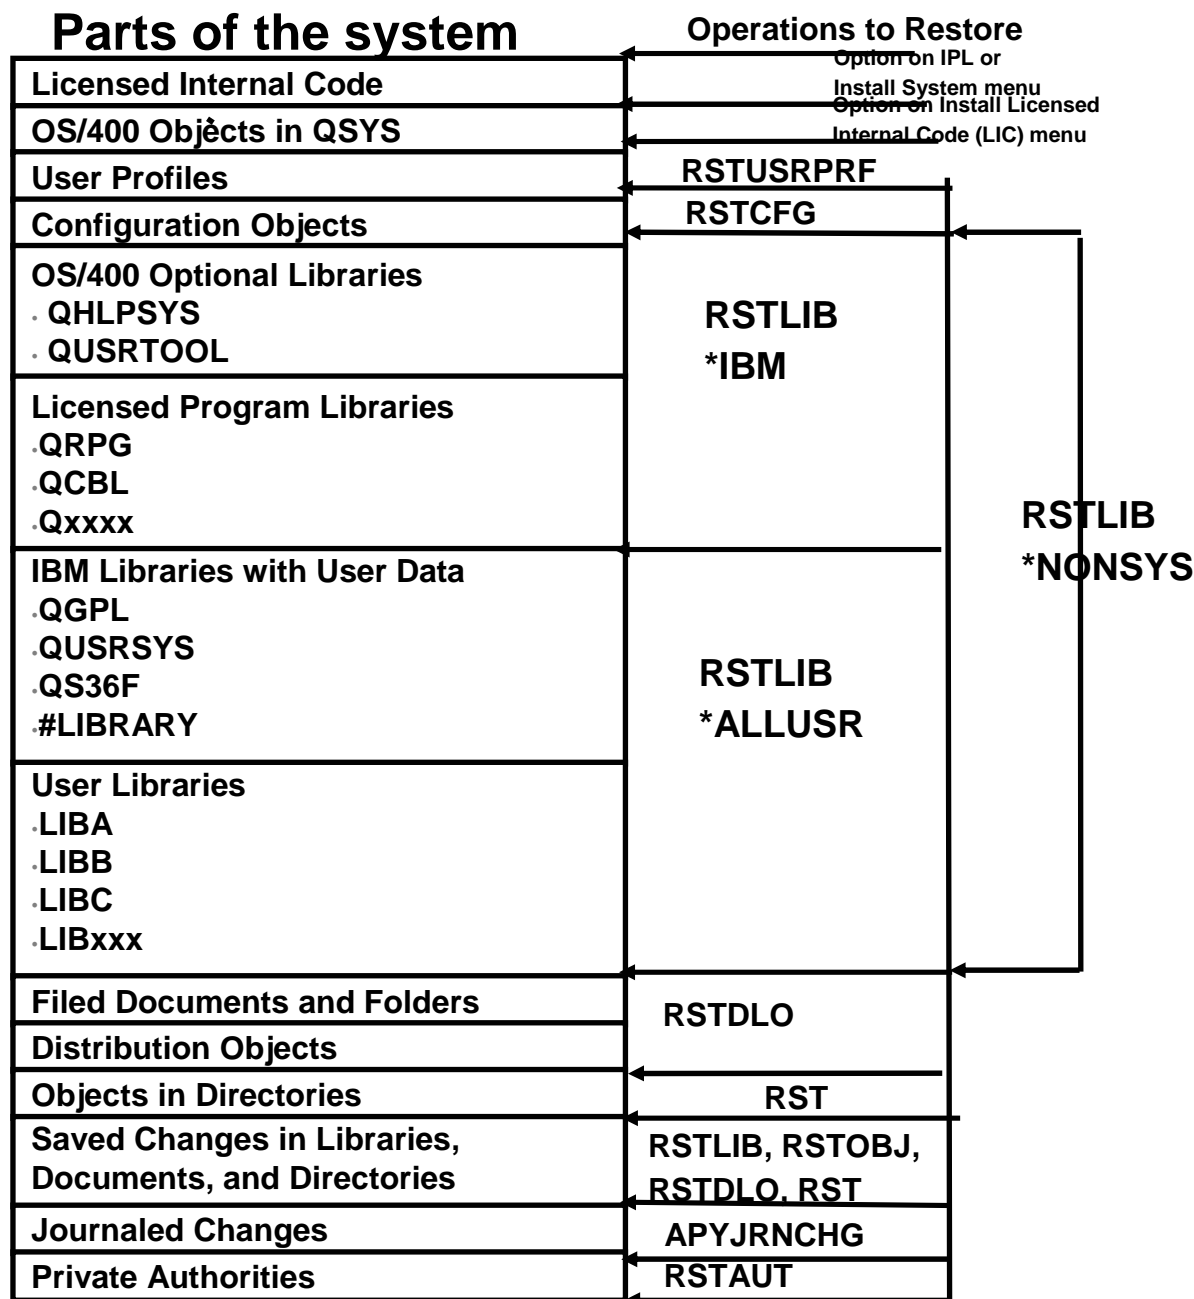 Parts of the system
Operations to Restore
Licensed Internal Code
Option on IPL or
Install System menu
OS/400 Objects in QSYS
Option on Install Licensed
Internal Code (LIC) menu
User Profiles
RSTUSRPRF
Configuration Objects
RSTCFG
OS/400 Optional Libraries
· QHLPSYS
· QUSRTOOL
RSTLIB
*IBM
Licensed Program Libraries
·QRPG
·QCBL
·Qxxxx
RSTLIB
*NONSYS
IBM Libraries with User Data
·QGPL
·QUSRSYS
·QS36F
·#LIBRARY
RSTLIB
*ALLUSR
User Libraries
·LIBA
·LIBB
·LIBC
·LIBxxx
Filed Documents and Folders
RSTDLO
Distribution Objects
Objects in Directories
RST
Saved Changes in Libraries,
Documents, and Directories
RSTLIB, RSTOBJ,
RSTDLO, RST
Journaled Changes
APYJRNCHG
Private Authorities
RSTAUT